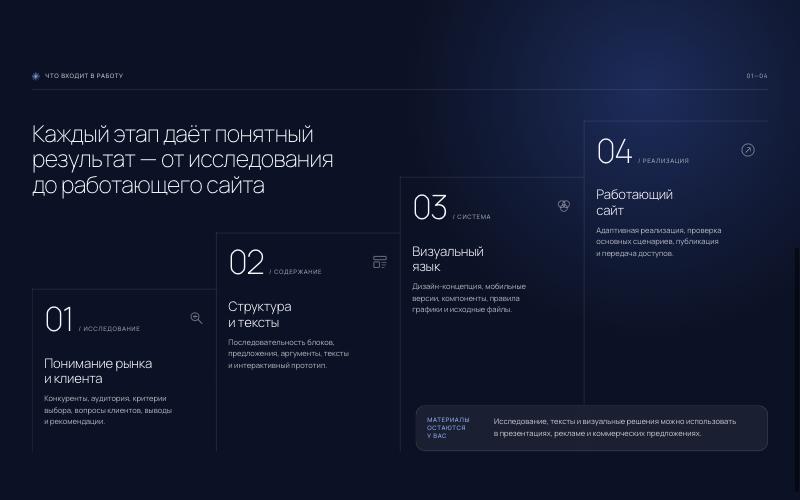 ЧТО ВХОДИТ В РАБОТУ
01—04
Каждый этап даёт понятный
результат — от исследования
до работающего сайта
01 / ИССЛЕДОВАНИЕ
Понимание рынка
и клиента
Конкуренты, аудитория, критерии
выбора, вопросы клиентов, выводы
и рекомендации.
02 / СОДЕРЖАНИЕ
Структура
и тексты
Последовательность блоков,
предложения, аргументы, тексты
и интерактивный прототип.
03 / СИСТЕМА
Визуальный
язык
Дизайн-концепция, мобильные
версии, компоненты, правила
графики и исходные файлы.
04 / РЕАЛИЗАЦИЯ
Работающий
сайт
Адаптивная реализация, проверка
основных сценариев, публикация
и передача доступов.
МАТЕРИАЛЫ
ОСТАЮТСЯ
У ВАС
Исследование, тексты и визуальные решения можно использовать
в презентациях, рекламе и коммерческих предложениях.